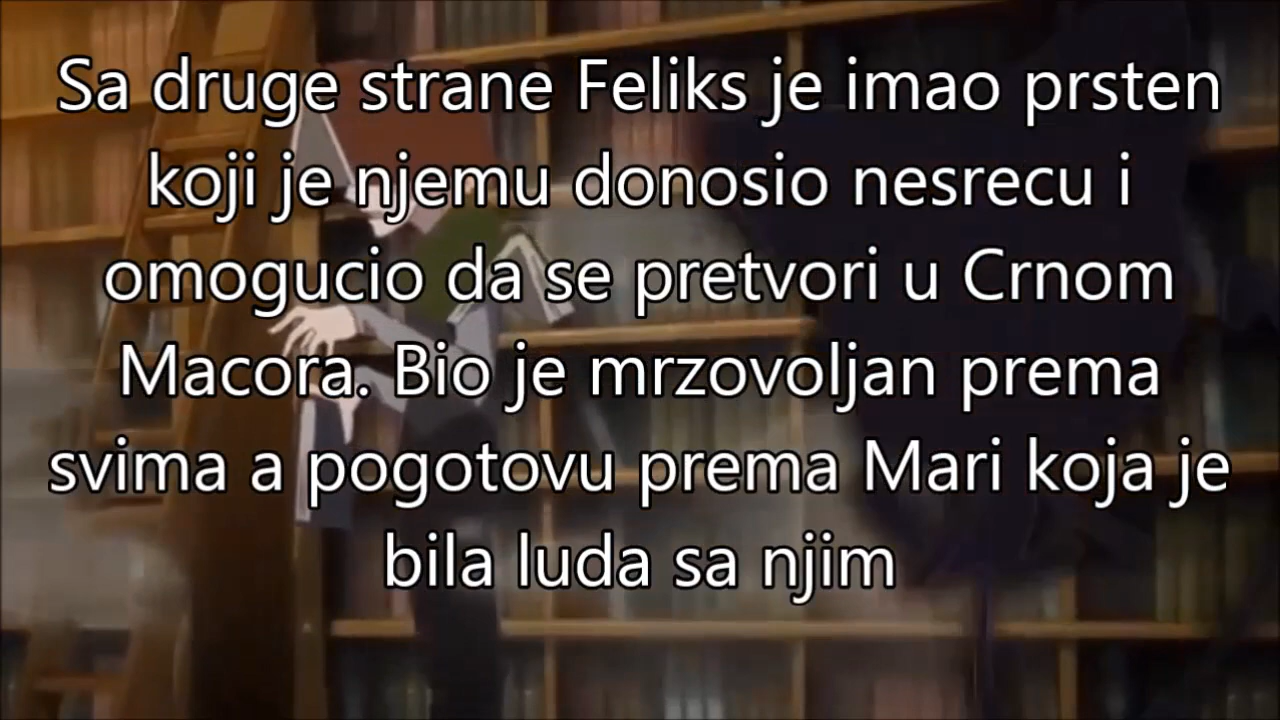 Sa druge strane Feliks je imao prsten
koji je njemu donosio nesrecu i
omogucio da se pretvori u Crnom
Macora. Bio je mrzovoljan prema
svima a pogotovu prema Mari koja je
bila luda sa njim